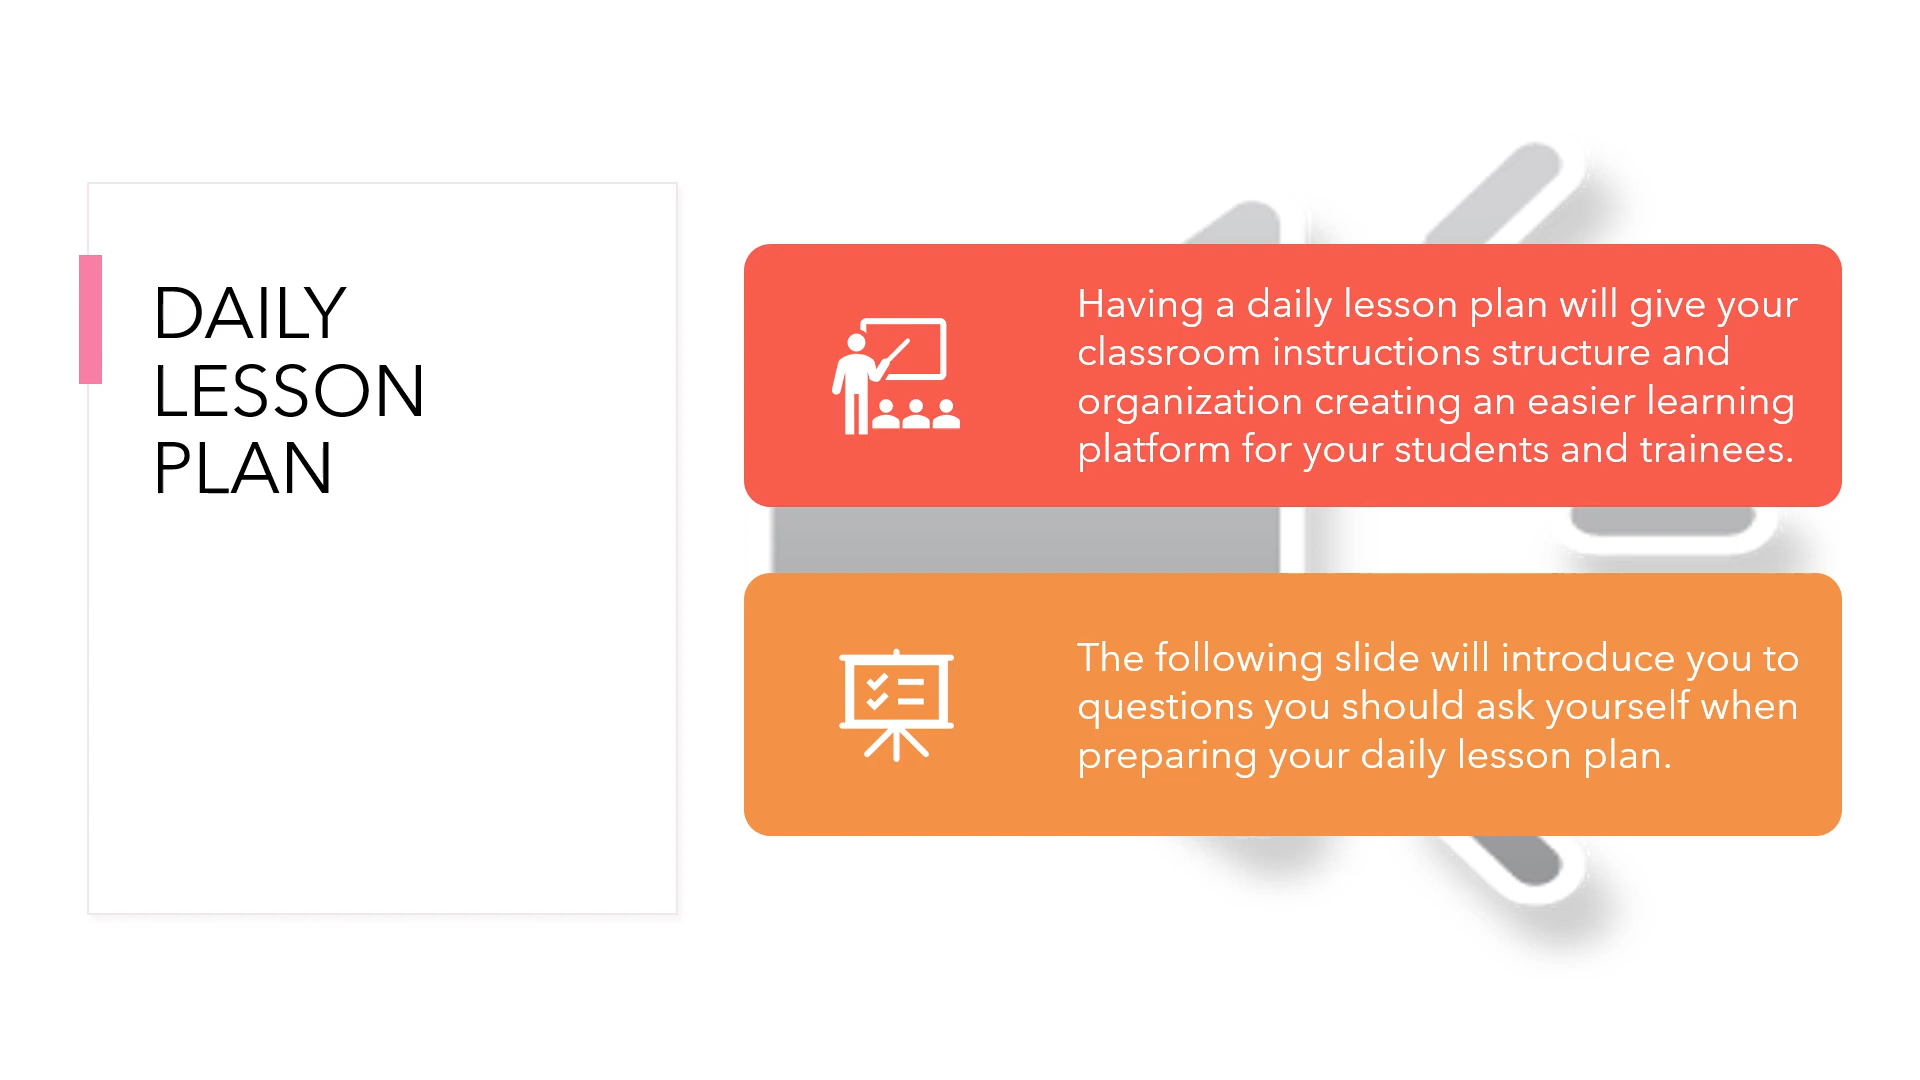 DAILY
LESSON
PLAN
Having a daily lesson plan will give your
classroom instructions structure and
organization creating an easier learning
platform for your students and trainees.
The following slide will introduce you to
questions you should ask yourself when
preparing your daily lesson plan.